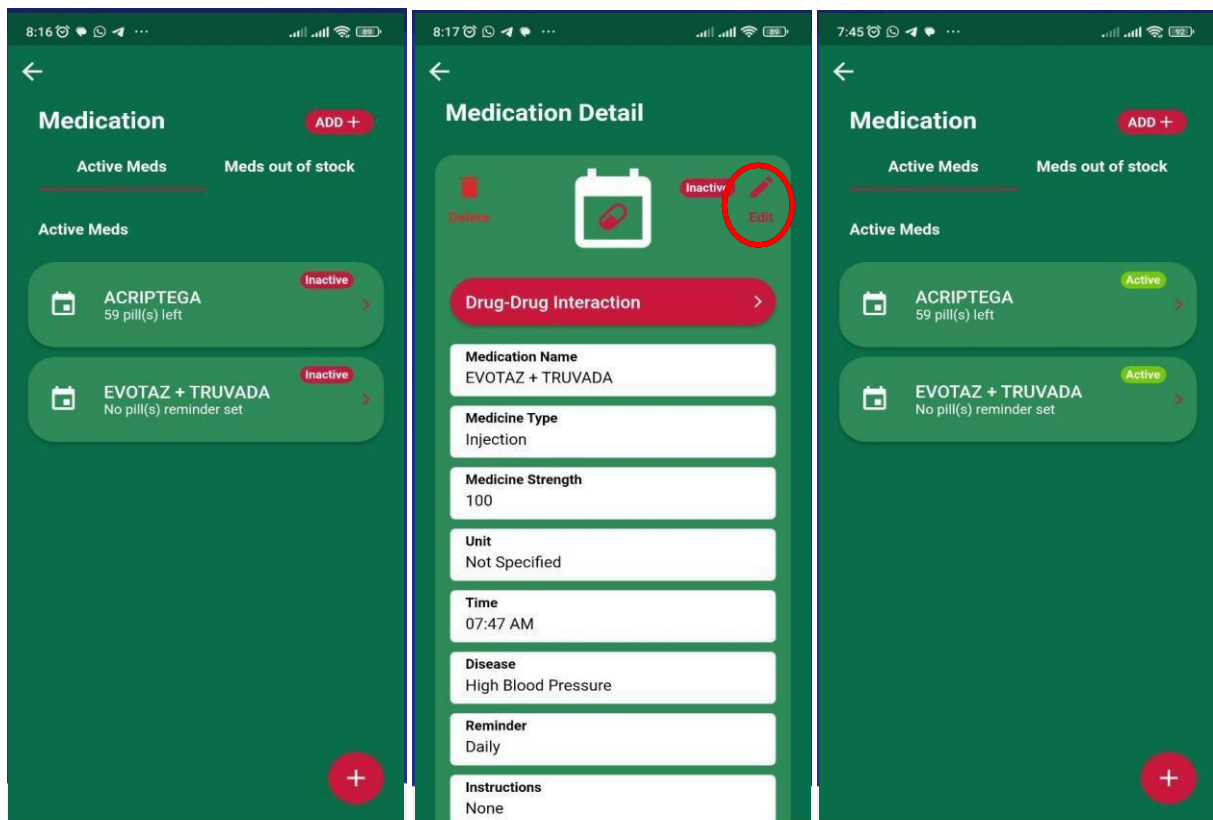 8:16
89
Medication
ADD +
Active Meds
Meds out of stock
Active Meds
Inactive
ACRIPTEGA
59 pill(s) left
Inactive
EVOTAZ + TRUVADA
No pill(s) reminder set
+
8:17
89
Medication Detail
Delete
Inactive
Edit
Drug-Drug Interaction
Medication Name
EVOTAZ + TRUVADA
Medicine Type
Injection
Medicine Strength
100
Unit
Not Specified
Time
07:47 AM
Disease
High Blood Pressure
Reminder
Daily
Instructions
None
7:45
92
Medication
ADD +
Active Meds
Meds out of stock
Active Meds
Active
ACRIPTEGA
59 pill(s) left
Active
EVOTAZ + TRUVADA
No pill(s) reminder set
+